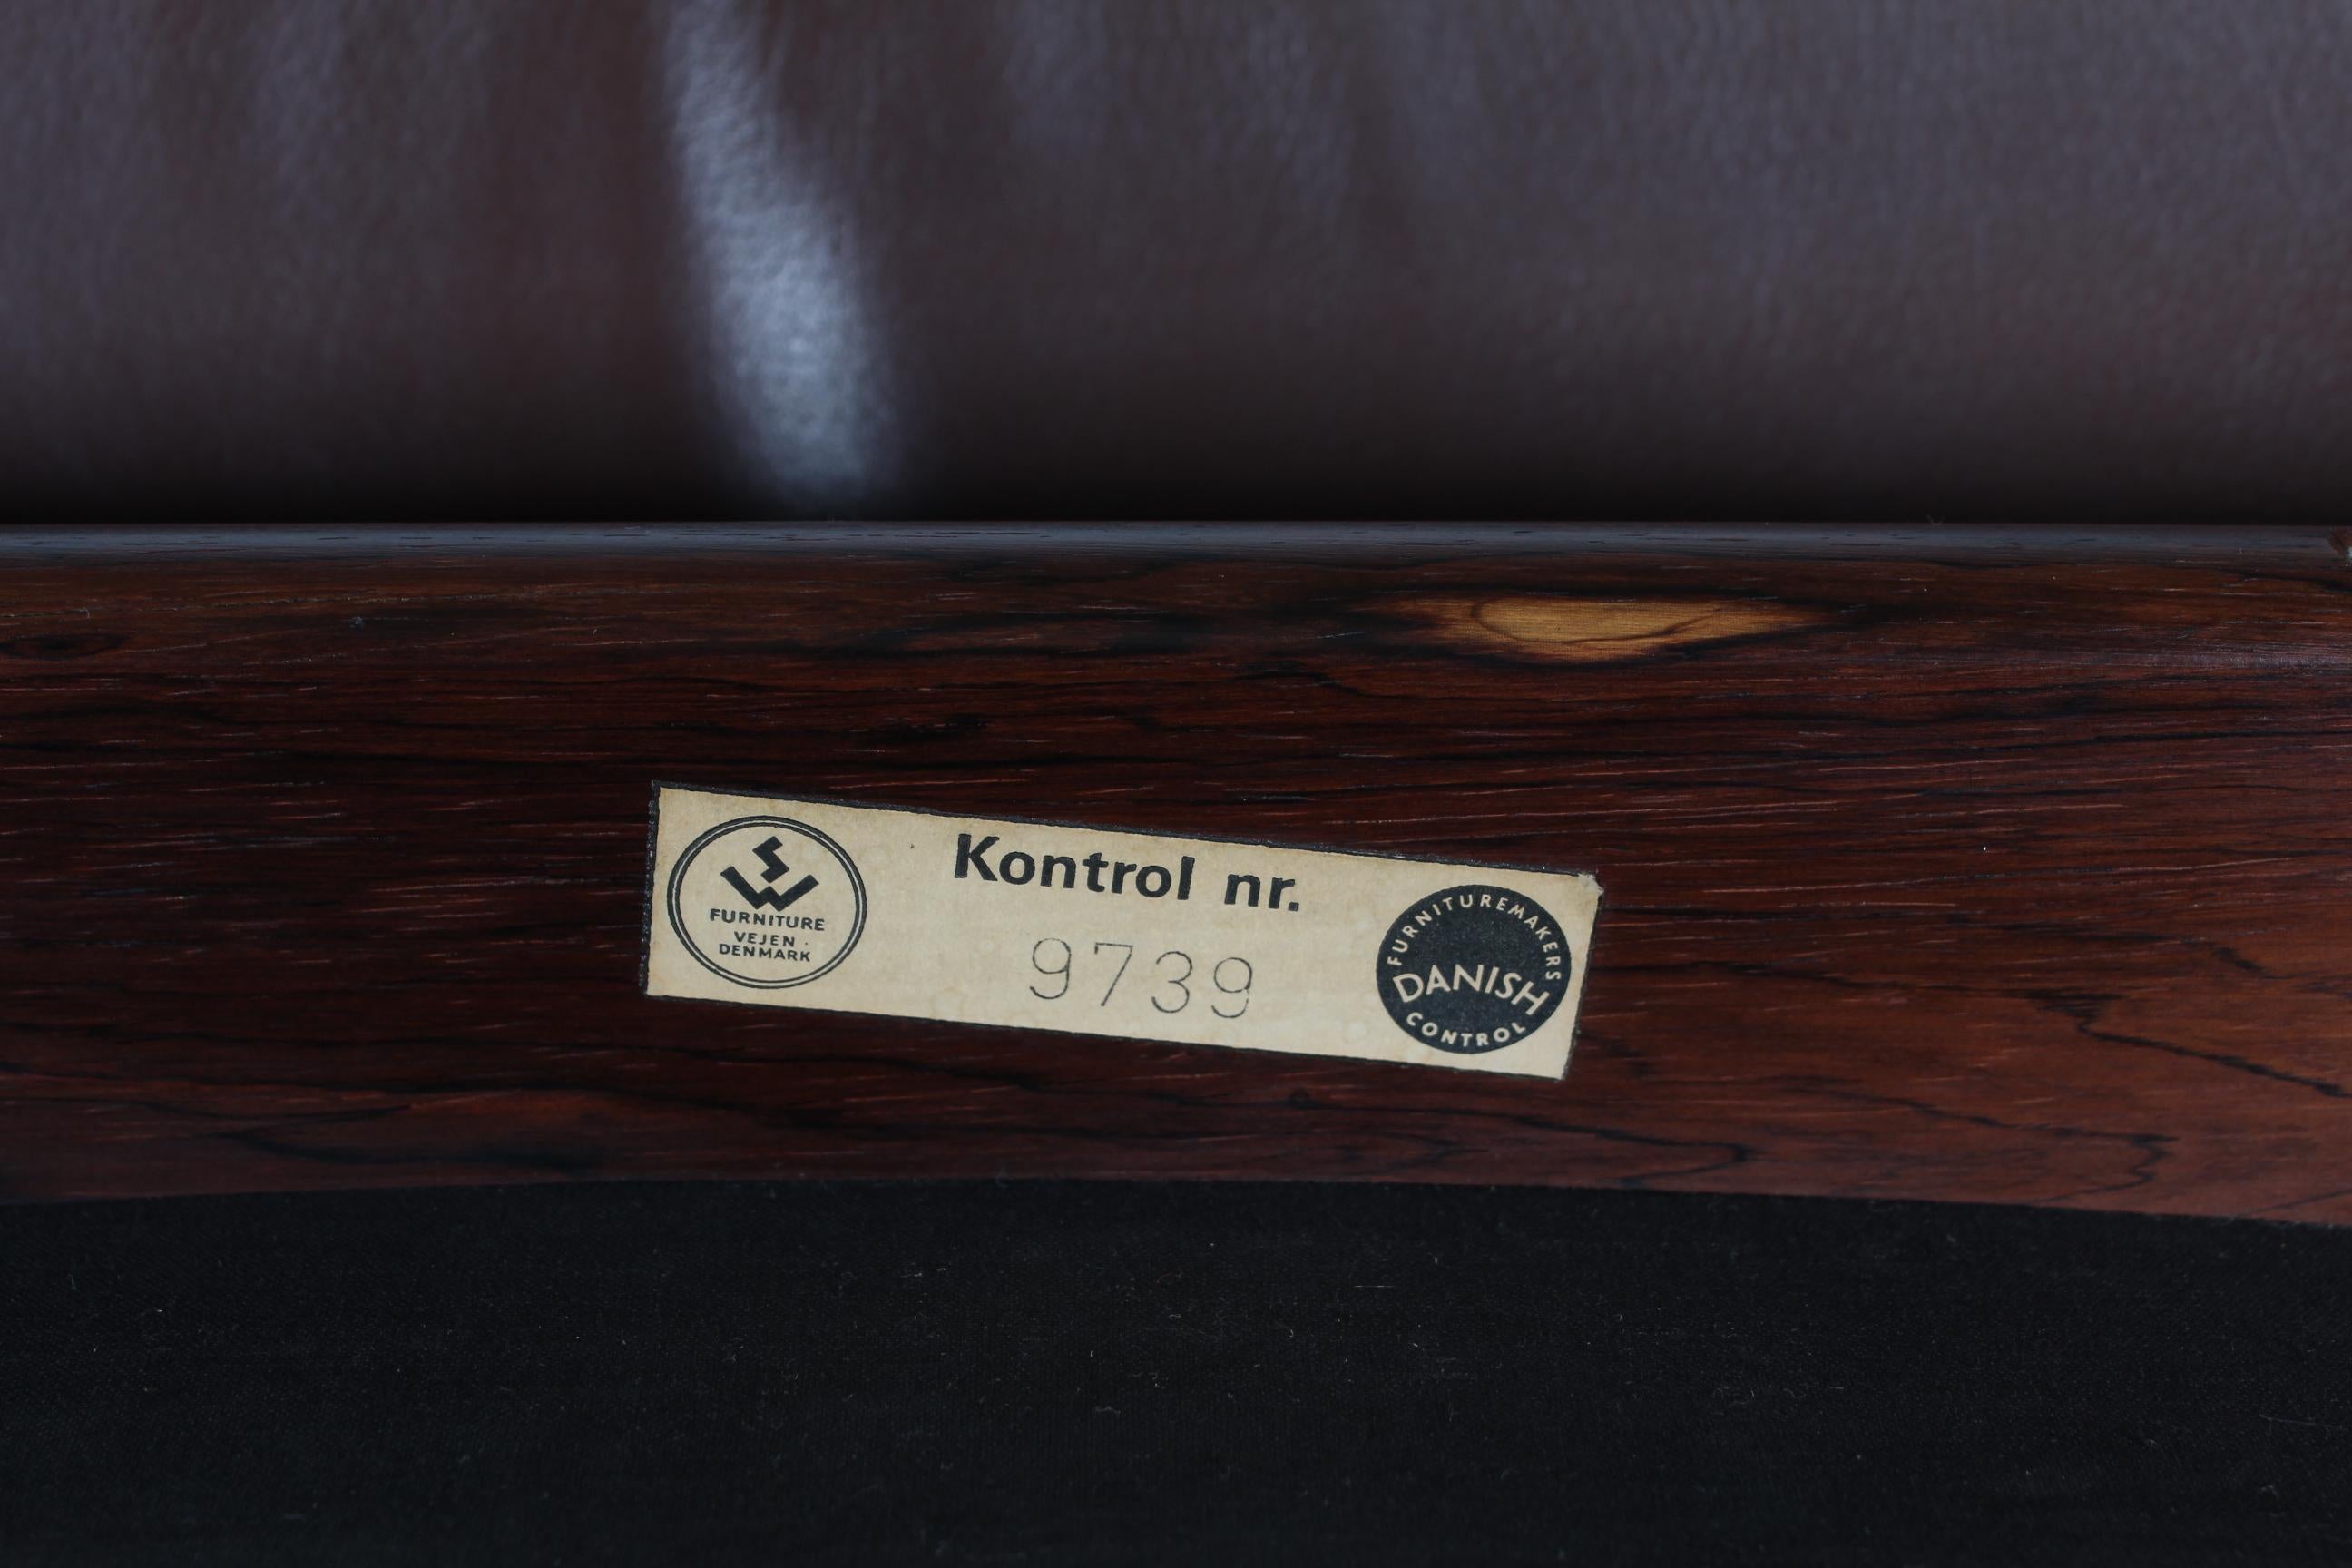 SW
FURNITURE
VEJEN
DENMARK
Kontrol nr.
9739
FURNITUREMAKERS
DANISH
CONTROL